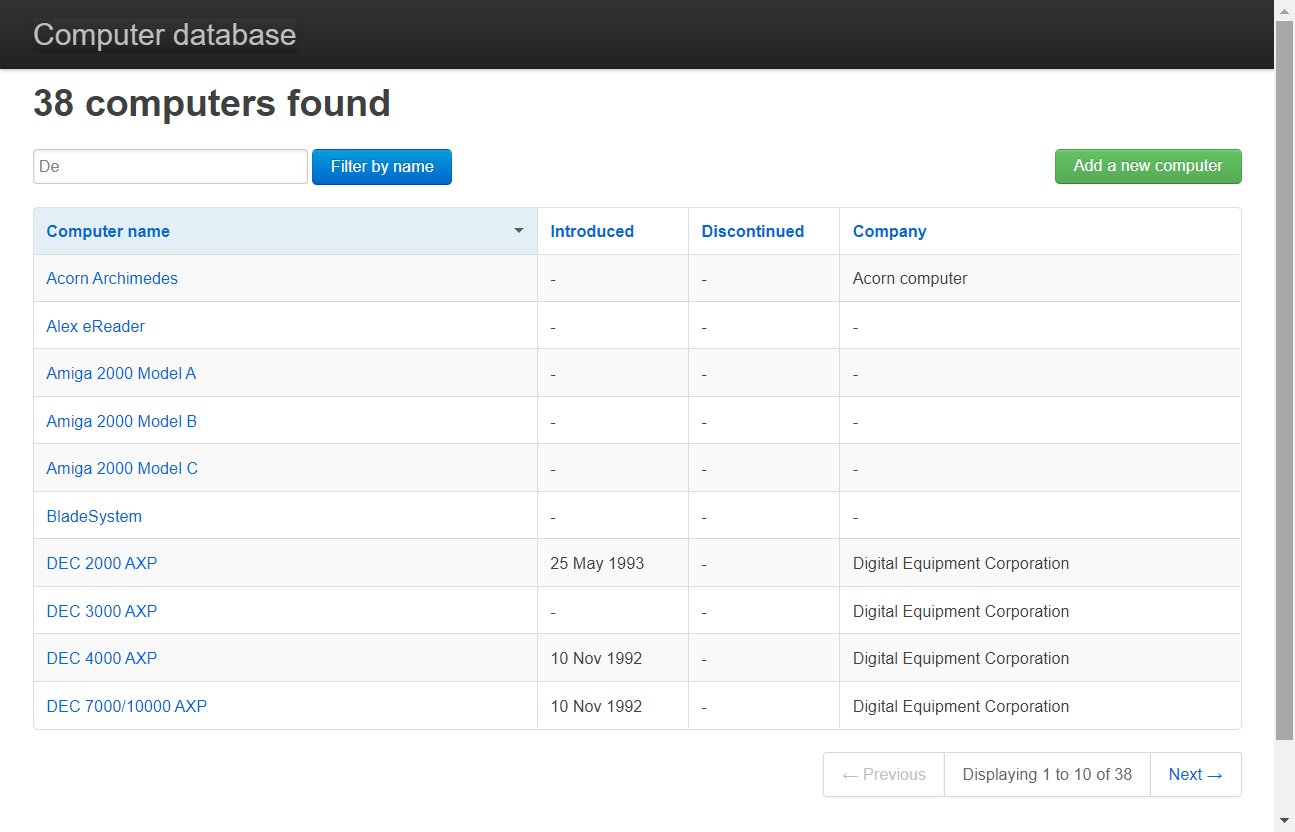 Computer database
38 computers found
De Filter by name Add a new computer
Computer name Introduced Discontinued Company
Acorn Archimedes - - Acorn computer
Alex eReader - - -
Amiga 2000 Model A - - -
Amiga 2000 Model B - - -
Amiga 2000 Model C - - -
BladeSystem - - -
DEC 2000 AXP 25 May 1993 - Digital Equipment Corporation
DEC 3000 AXP - - Digital Equipment Corporation
DEC 4000 AXP 10 Nov 1992 - Digital Equipment Corporation
DEC 7000/10000 AXP 10 Nov 1992 - Digital Equipment Corporation
← Previous Displaying 1 to 10 of 38 Next →